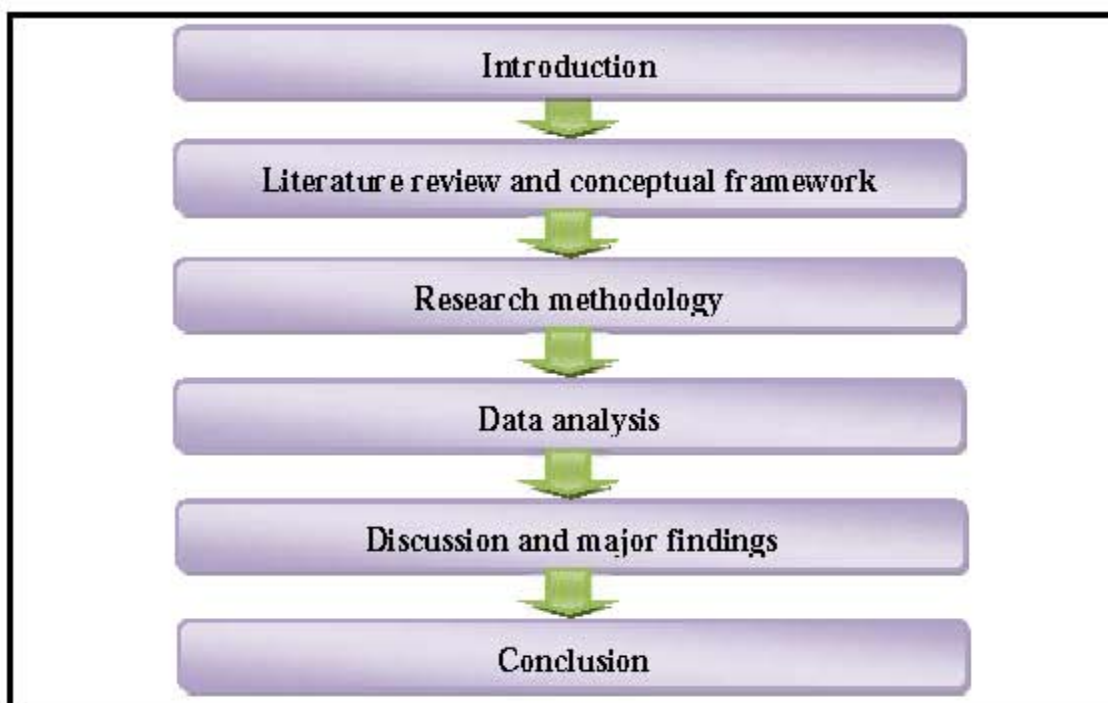 Introduction
Literature review and conceptual framework
Research methodology
Data analysis
Discussion and major findings
Conclusion